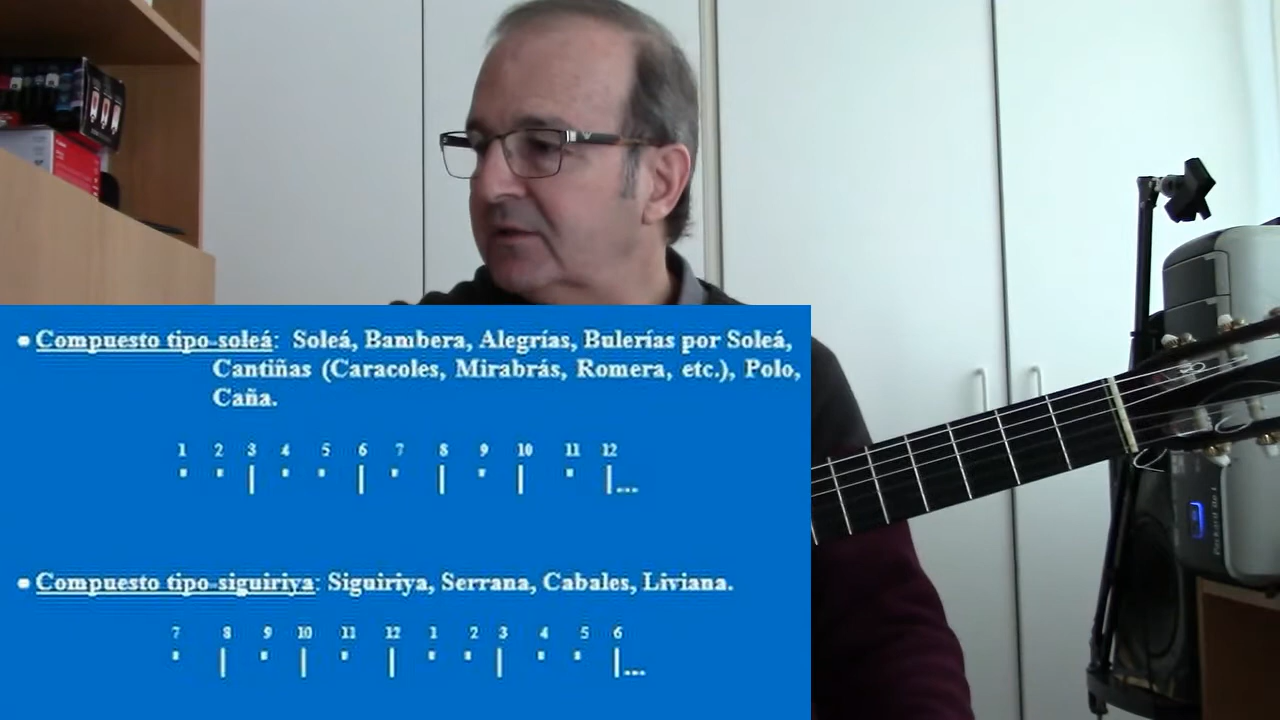 Compuesto tipo soleá: Soleá, Bambera, Alegrías, Bulerías por Soleá,
Cantiñas (Caracoles, Mirabrás, Romera, etc.), Polo,
Caña.
1 2 3 4 5 6 7 8 9 10 11 12
...
Compuesto tipo siguiriya: Siguiriya, Serrana, Cabales, Liviana.
7 8 9 10 11 12 1 2 3 4 5 6
...